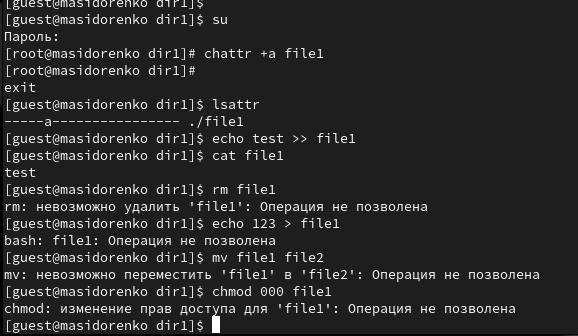 [guest@masidorenko dir1]$
[guest@masidorenko dir1]$ su
Пароль:
[root@masidorenko dir1]# chattr +a file1
[root@masidorenko dir1]#
exit
[guest@masidorenko dir1]$ lsattr
-----a---------------- ./file1
[guest@masidorenko dir1]$ echo test >> file1
[guest@masidorenko dir1]$ cat file1
test
[guest@masidorenko dir1]$ rm file1
rm: невозможно удалить 'file1': Операция не позволена
[guest@masidorenko dir1]$ echo 123 > file1
bash: file1: Операция не позволена
[guest@masidorenko dir1]$ mv file1 file2
mv: невозможно переместить 'file1' в 'file2': Операция не позволена
[guest@masidorenko dir1]$ chmod 000 file1
chmod: изменение прав доступа для 'file1': Операция не позволена
[guest@masidorenko dir1]$